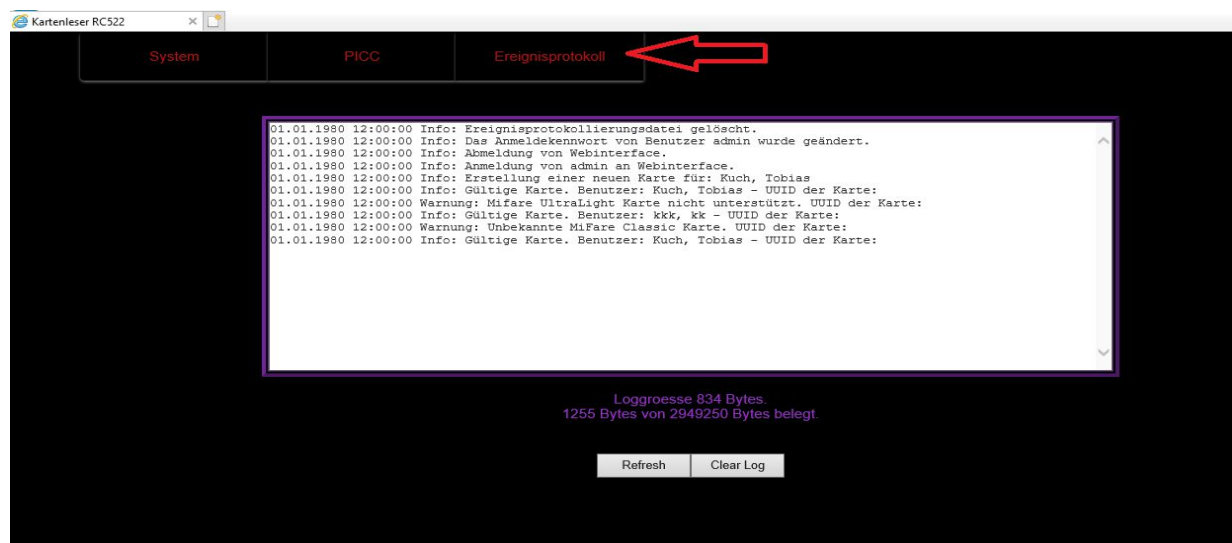 Kartenleser RC522
System PICC Ereignisprotokoll
01.01.1980 12:00:00 Info: Ereignisprotokollierungsdatei gelöscht.
01.01.1980 12:00:00 Info: Das Anmeldekennwort von Benutzer admin wurde geändert.
01.01.1980 12:00:00 Info: Abmeldung von Webinterface.
01.01.1980 12:00:00 Info: Anmeldung von admin an Webinterface.
01.01.1980 12:00:00 Info: Erstellung einer neuen Karte für: Kuch, Tobias
01.01.1980 12:00:00 Info: Gültige Karte. Benutzer: Kuch, Tobias - UUID der Karte:
01.01.1980 12:00:00 Warnung: Mifare UltraLight Karte nicht unterstützt. UUID der Karte:
01.01.1980 12:00:00 Info: Gültige Karte. Benutzer: kkk, kk - UUID der Karte:
01.01.1980 12:00:00 Warnung: Unbekannte MiFare Classic Karte. UUID der Karte:
01.01.1980 12:00:00 Info: Gültige Karte. Benutzer: Kuch, Tobias - UUID der Karte:
Loggroesse 834 Bytes.
1255 Bytes von 2949250 Bytes belegt.
Refresh Clear Log